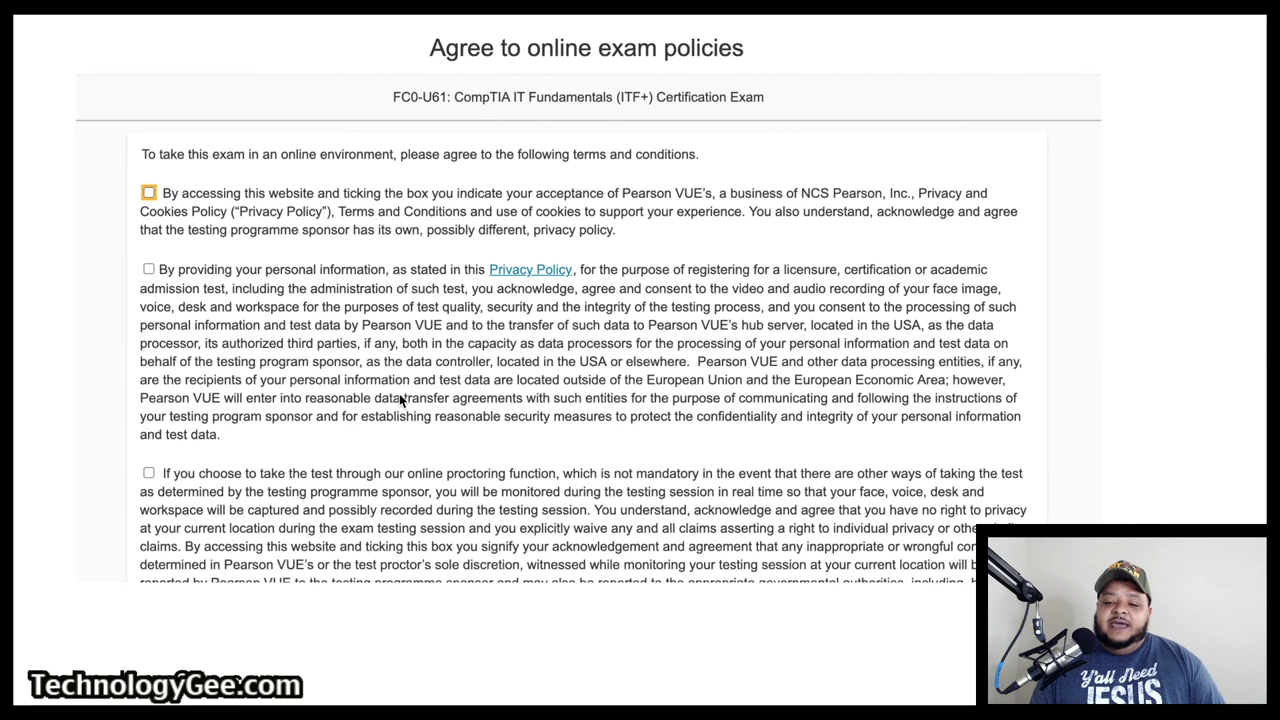 Agree to online exam policies
FC0-U61: CompTIA IT Fundamentals (ITF+) Certification Exam
To take this exam in an online environment, please agree to the following terms and conditions.
By accessing this website and ticking the box you indicate your acceptance of Pearson VUE's, a business of NCS Pearson, Inc., Privacy and
Cookies Policy ("Privacy Policy"), Terms and Conditions and use of cookies to support your experience. You also understand, acknowledge and agree
that the testing programme sponsor has its own, possibly different, privacy policy.
By providing your personal information, as stated in this Privacy Policy, for the purpose of registering for a licensure, certification or academic
admission test, including the administration of such test, you acknowledge, agree and consent to the video and audio recording of your face image,
voice, desk and workspace for the purposes of test quality, security and the integrity of the testing process, and you consent to the processing of such
personal information and test data by Pearson VUE and to the transfer of such data to Pearson VUE's hub server, located in the USA, as the data
processor, its authorized third parties, if any, both in the capacity as data processors for the processing of your personal information and test data on
behalf of the testing program sponsor, as the data controller, located in the USA or elsewhere. Pearson VUE and other data processing entities, if any,
are the recipients of your personal information and test data are located outside of the European Union and the European Economic Area; however,
Pearson VUE will enter into reasonable data transfer agreements with such entities for the purpose of communicating and following the instructions of
your testing program sponsor and for establishing reasonable security measures to protect the confidentiality and integrity of your personal information
and test data.
If you choose to take the test through our online proctoring function, which is not mandatory in the event that there are other ways of taking the test
as determined by the testing programme sponsor, you will be monitored during the testing session in real time so that your face, voice, desk and
workspace will be captured and possibly recorded during the testing session. You understand, acknowledge and agree that you have no right to privacy
at your current location during the exam testing session and you explicitly waive any and all claims asserting a right to individual privacy or
claims. By accessing this website and ticking this box you signify your acknowledgement and agreement that any inappropriate or wrongful
determined in Pearson VUE's or the test proctor's sole discretion, witnessed while monitoring your testing session at your current location will
reported by Pearson VUE to the testing programme sponsor and may also be reported to the appropriate governmental authorities, including,
Y'all Need
JESUS
TechnologyGee.com